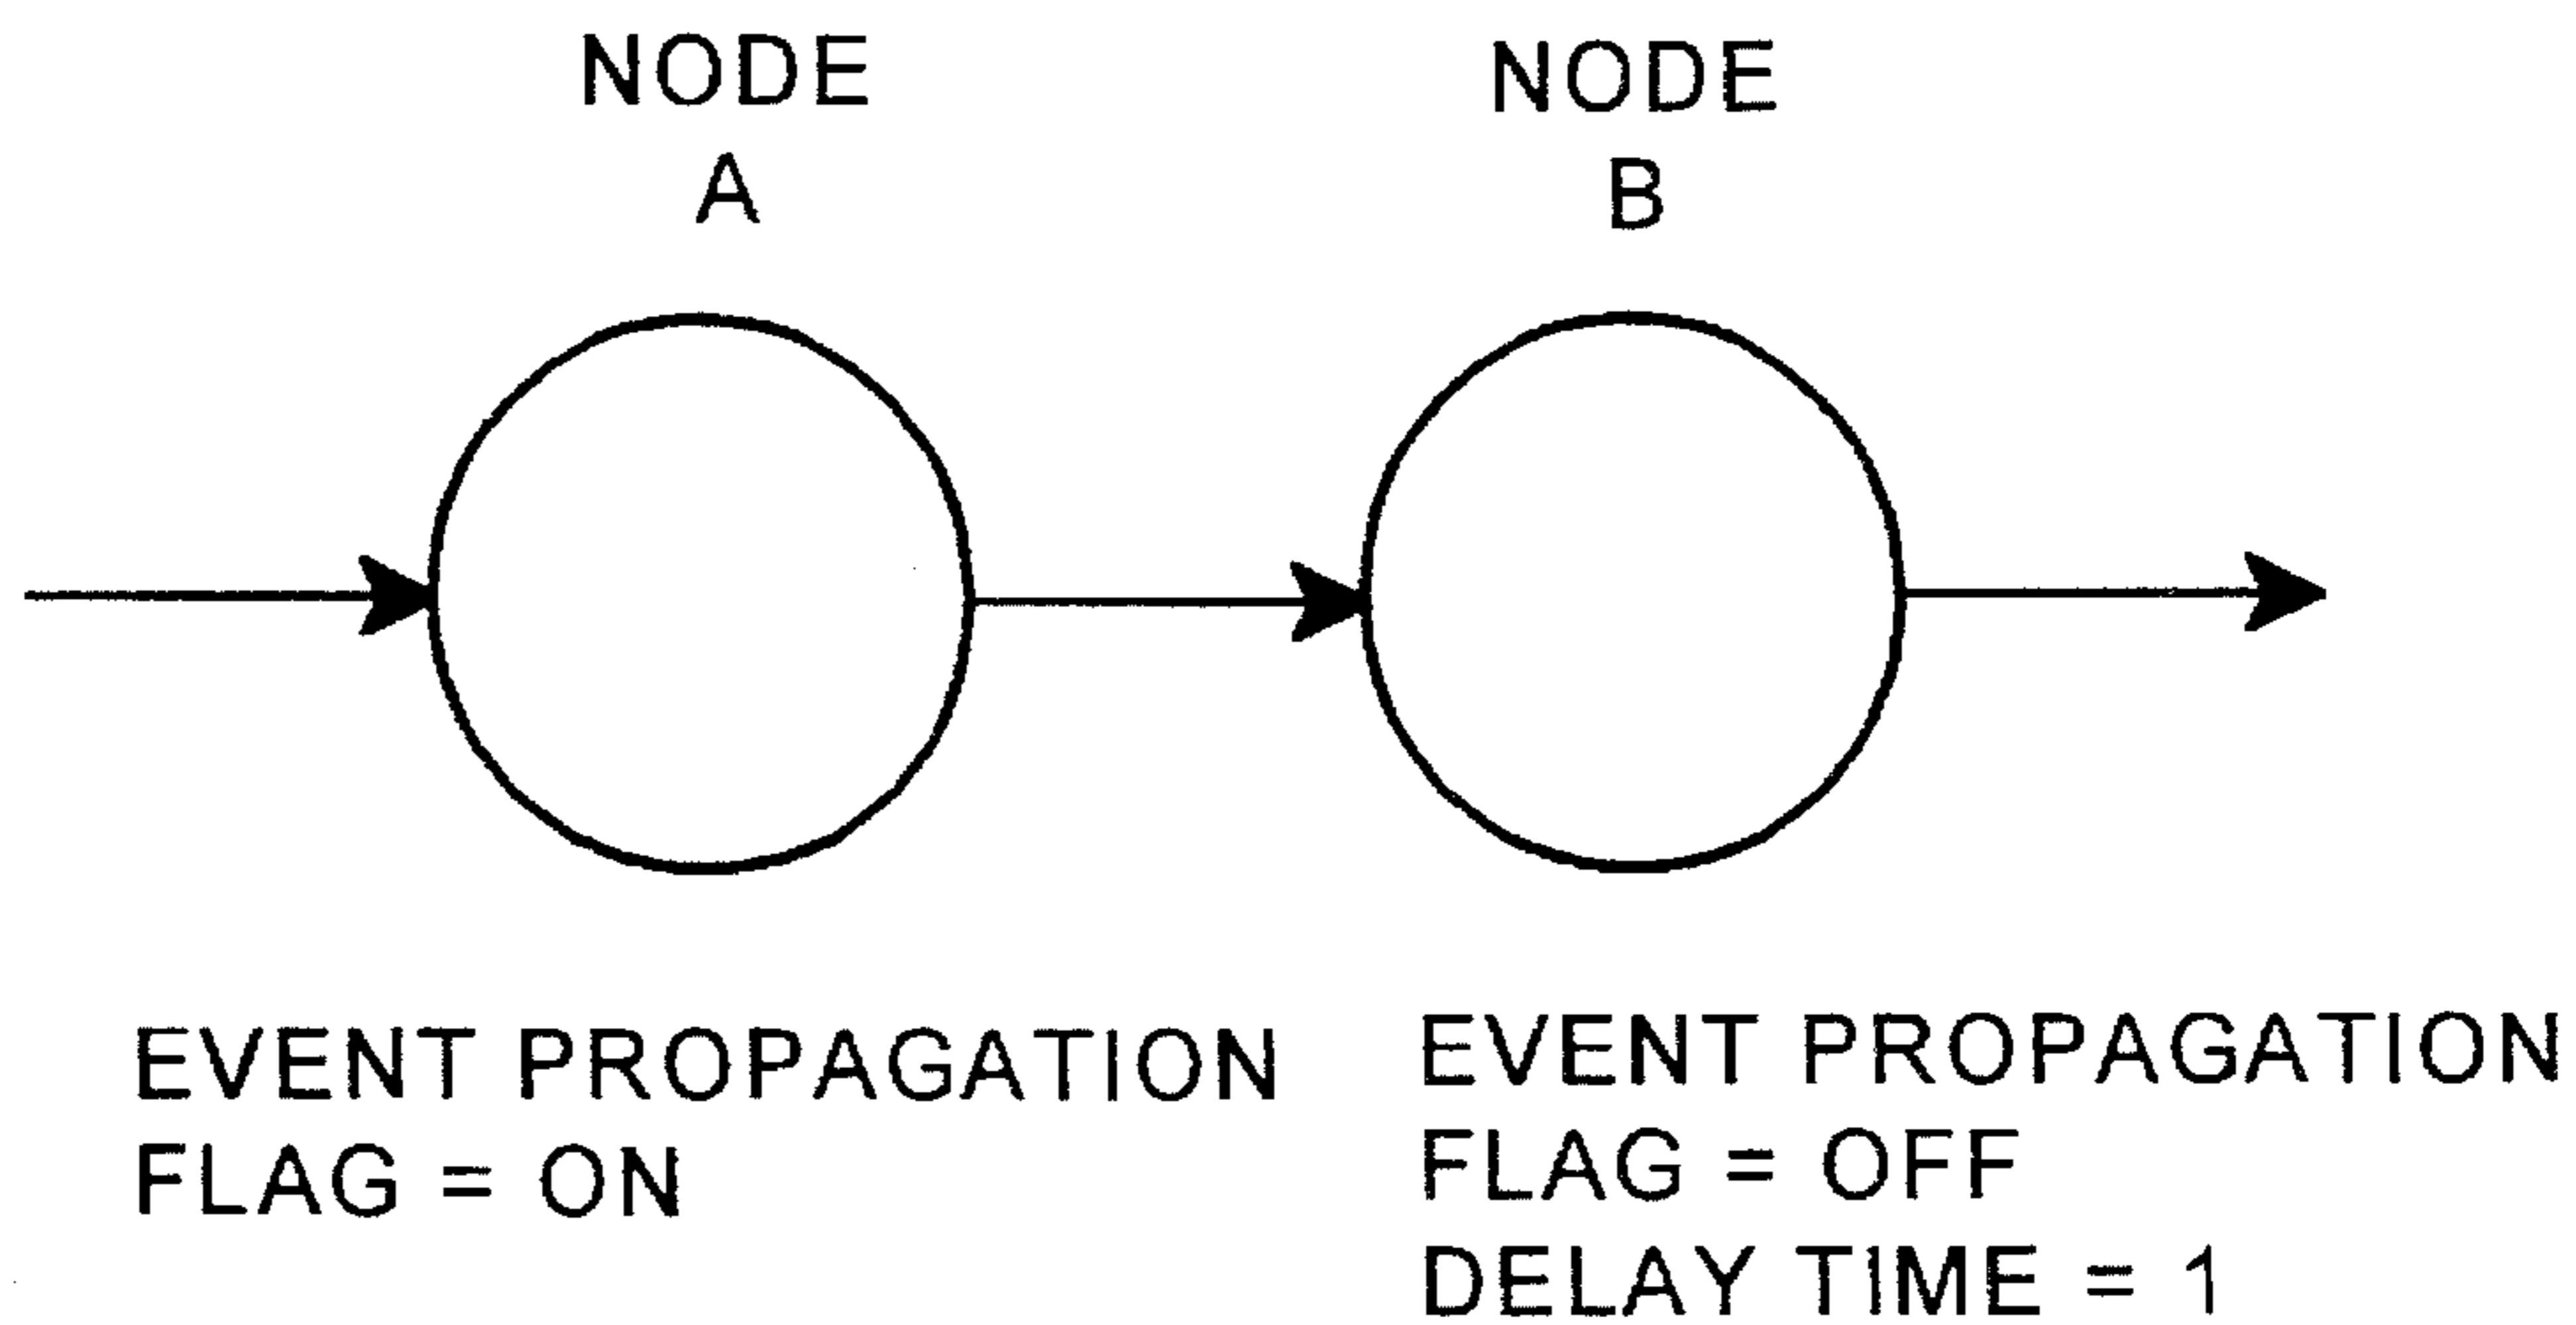 NODE
A
NODE
B
EVENT PROPAGATION
FLAG = ON
EVENT PROPAGATION
FLAG = OFF
DELAY TIME = 1